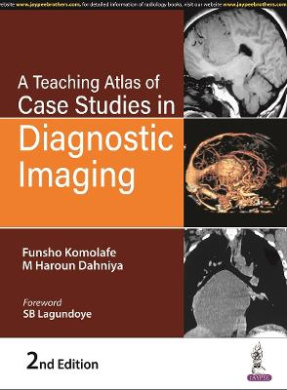 website www.jaypeebrothers.com, for detailed information of radiology books, visit our website www.jaypeebrothers.com
A Teaching Atlas of
Case Studies in
Diagnostic
Imaging
Funsho Komolafe
M Haroun Dahniya
Foreword
SB Lagundoye
2nd Edition
JAYPEE